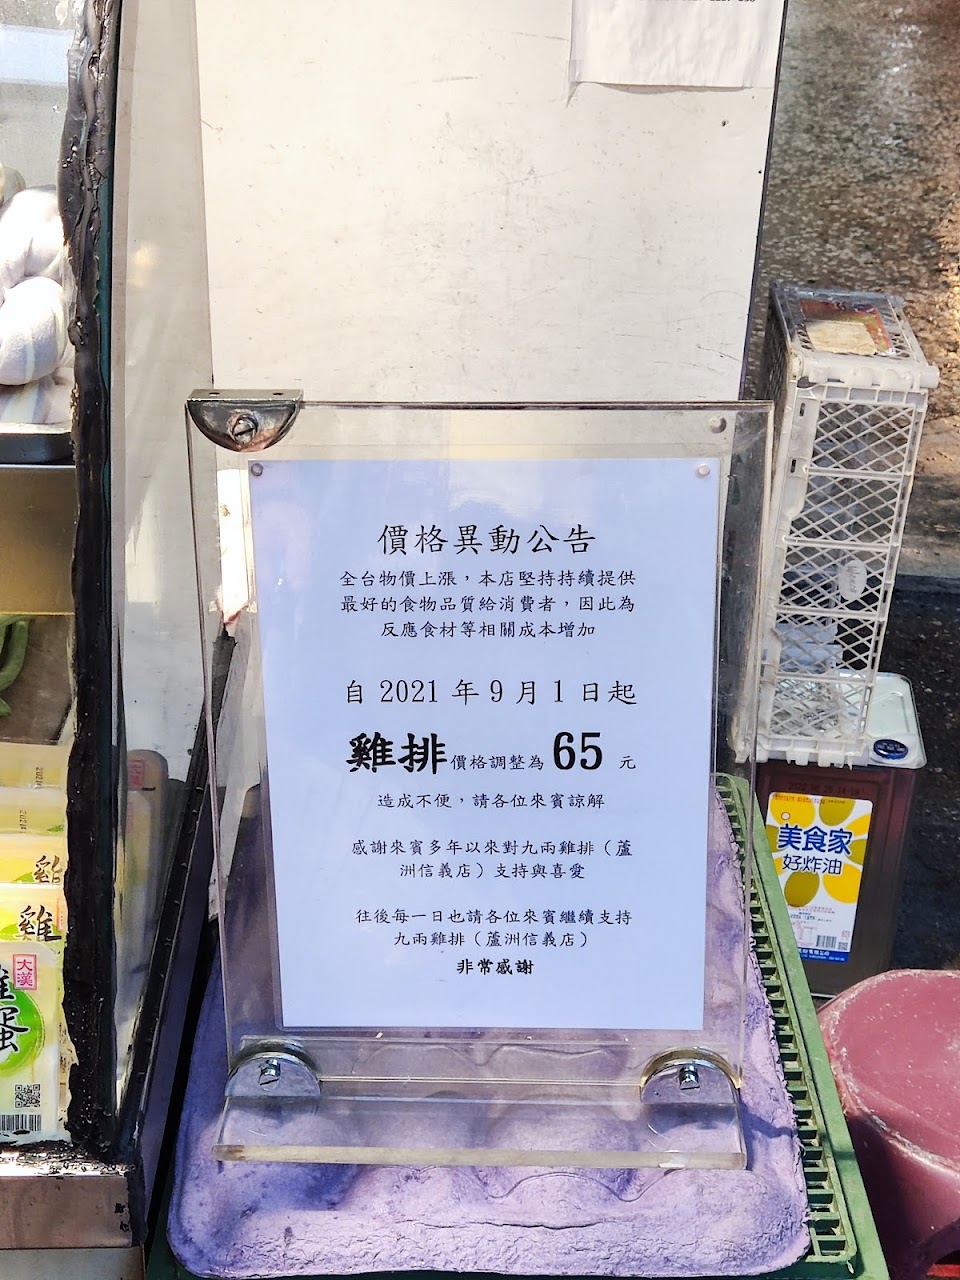 價格異動公告
全台物價上漲，本店堅持持續提供
最好的食物品質給消費者，因此為
反應食材等相關成本增加
自 2021 年 9 月 1 日起
雞排價格調整為 65 元
造成不便，請各位來賓諒解
感謝來賓多年以來對九兩雞排（蘆
洲信義店）支持與喜愛
往後每一日也請各位來賓繼續支持
九兩雞排（蘆洲信義店）
非常感謝
美食家
好炸油
雞
雞
大漢